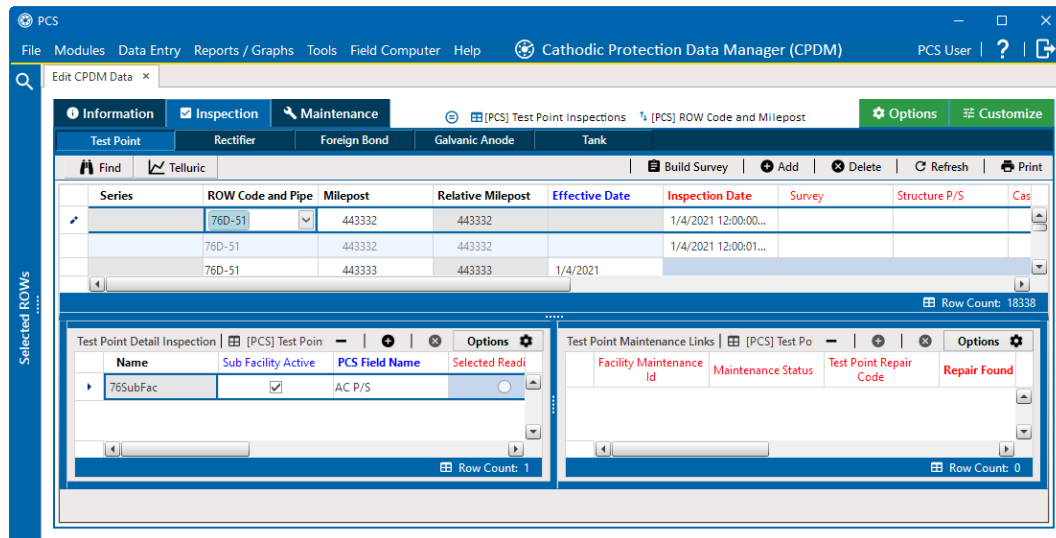 PCS
File Modules Data Entry Reports / Graphs Tools Field Computer Help Cathodic Protection Data Manager (CPDM) PCS User | ? |
Edit CPDM Data ×
Information Inspection Maintenance [PCS] Test Point Inspections [PCS] ROW Code and Milepost Options Customize
Test Point Rectifier Foreign Bond Galvanic Anode Tank
Find Telluric | Build Survey | Add | Delete | Refresh | Print
Series ROW Code and Pipe Milepost Relative Milepost Effective Date Inspection Date Survey Structure P/S Cas
76D-51 443332 443332 1/4/2021 12:00:00...
76D-51 443332 443332 1/4/2021 12:00:01...
76D-51 443333 443333 1/4/2021
Row Count: 18338
Selected ROWs
Test Point Detail Inspection | [PCS] Test Poin Options
Name Sub Facility Active PCS Field Name Selected Readi
76SubFac AC P/S
Row Count: 1
Test Point Maintenance Links | [PCS] Test Po Options
Facility Maintenance Id Maintenance Status Test Point Repair Code Repair Found
Row Count: 0